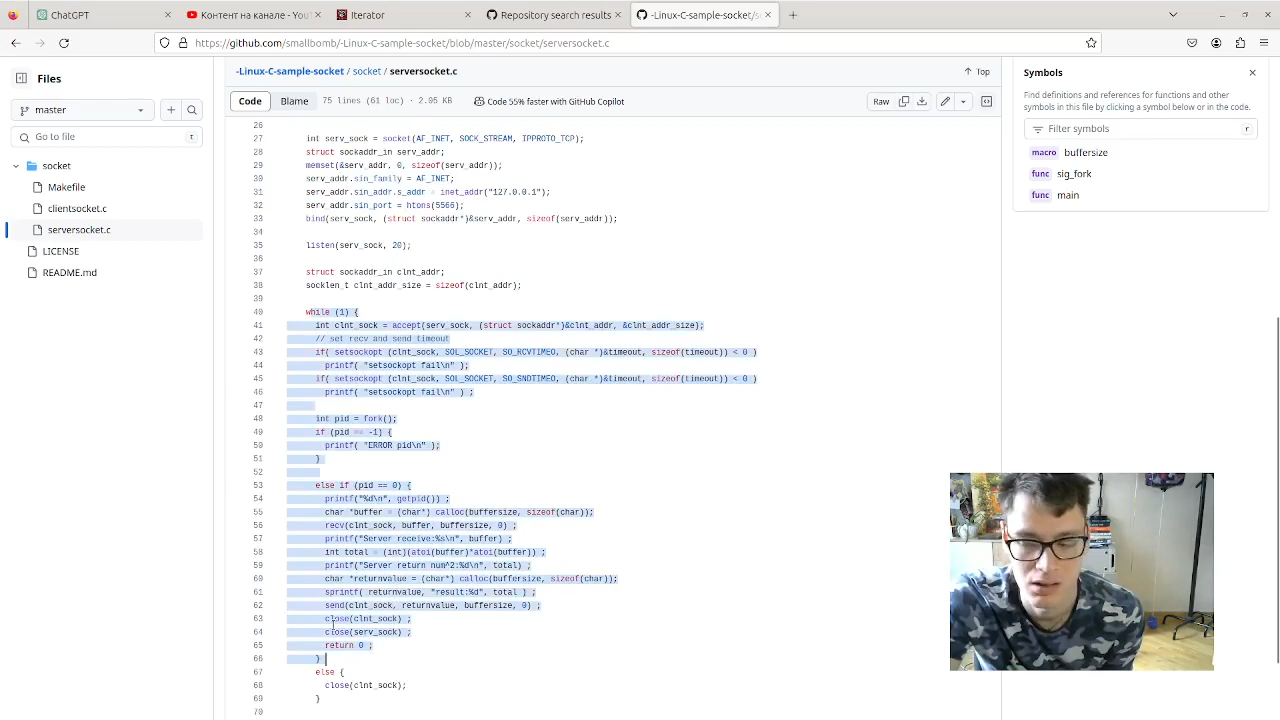 ChatGPT
Контент на канале - YouT
Iterator
Repository search results
-Linux-C-sample-socket/so
https://github.com/smallbomb/-Linux-C-sample-socket/blob/master/socket/serversocket.c
Files
master
Go to file
t
socket
Makefile
clientsocket.c
serversocket.c
LICENSE
README.md
-Linux-C-sample-socket / socket / serversocket.c
Top
Code
Blame
75 lines (61 loc) · 2.05 KB
Code 55% faster with GitHub Copilot
Raw
26
27 int serv_sock = socket(AF_INET, SOCK_STREAM, IPPROTO_TCP);
28 struct sockaddr_in serv_addr;
29 memset(&serv_addr, 0, sizeof(serv_addr));
30 serv_addr.sin_family = AF_INET;
31 serv_addr.sin_addr.s_addr = inet_addr("127.0.0.1");
32 serv_addr.sin_port = htons(5566);
33 bind(serv_sock, (struct sockaddr*)&serv_addr, sizeof(serv_addr));
34
35 listen(serv_sock, 20);
36
37 struct sockaddr_in clnt_addr;
38 socklen_t clnt_addr_size = sizeof(clnt_addr);
39
40 while (1) {
41 int clnt_sock = accept(serv_sock, (struct sockaddr*)&clnt_addr, &clnt_addr_size);
42 // set recv and send timeout
43 if( setsockopt (clnt_sock, SOL_SOCKET, SO_RCVTIMEO, (char *)&timeout, sizeof(timeout)) < 0 )
44 printf( "setsockopt fail\n" );
45 if( setsockopt (clnt_sock, SOL_SOCKET, SO_SNDTIMEO, (char *)&timeout, sizeof(timeout)) < 0 )
46 printf( "setsockopt fail\n" ) ;
47
48 int pid = fork();
49 if (pid == -1) {
50 printf( "ERROR pid\n" );
51 }
52
53 else if (pid == 0) {
54 printf("%d\n", getpid()) ;
55 char *buffer = (char*) calloc(buffersize, sizeof(char));
56 recv(clnt_sock, buffer, buffersize, 0) ;
57 printf("Server receive:%s\n", buffer) ;
58 int total = (int)(atoi(buffer)*atoi(buffer)) ;
59 printf("Server return num^2:%d\n", total) ;
60 char *returnvalue = (char*) calloc(buffersize, sizeof(char));
61 sprintf( returnvalue, "result:%d", total ) ;
62 send(clnt_sock, returnvalue, buffersize, 0) ;
63 close(clnt_sock) ;
64 close(serv_sock) ;
65 return 0 ;
66 }
67 else {
68 close(clnt_sock);
69 }
70
Symbols
Find definitions and references for functions and other
symbols in this file by clicking a symbol below or in the code.
Filter symbols
r
macro buffersize
func sig_fork
func main